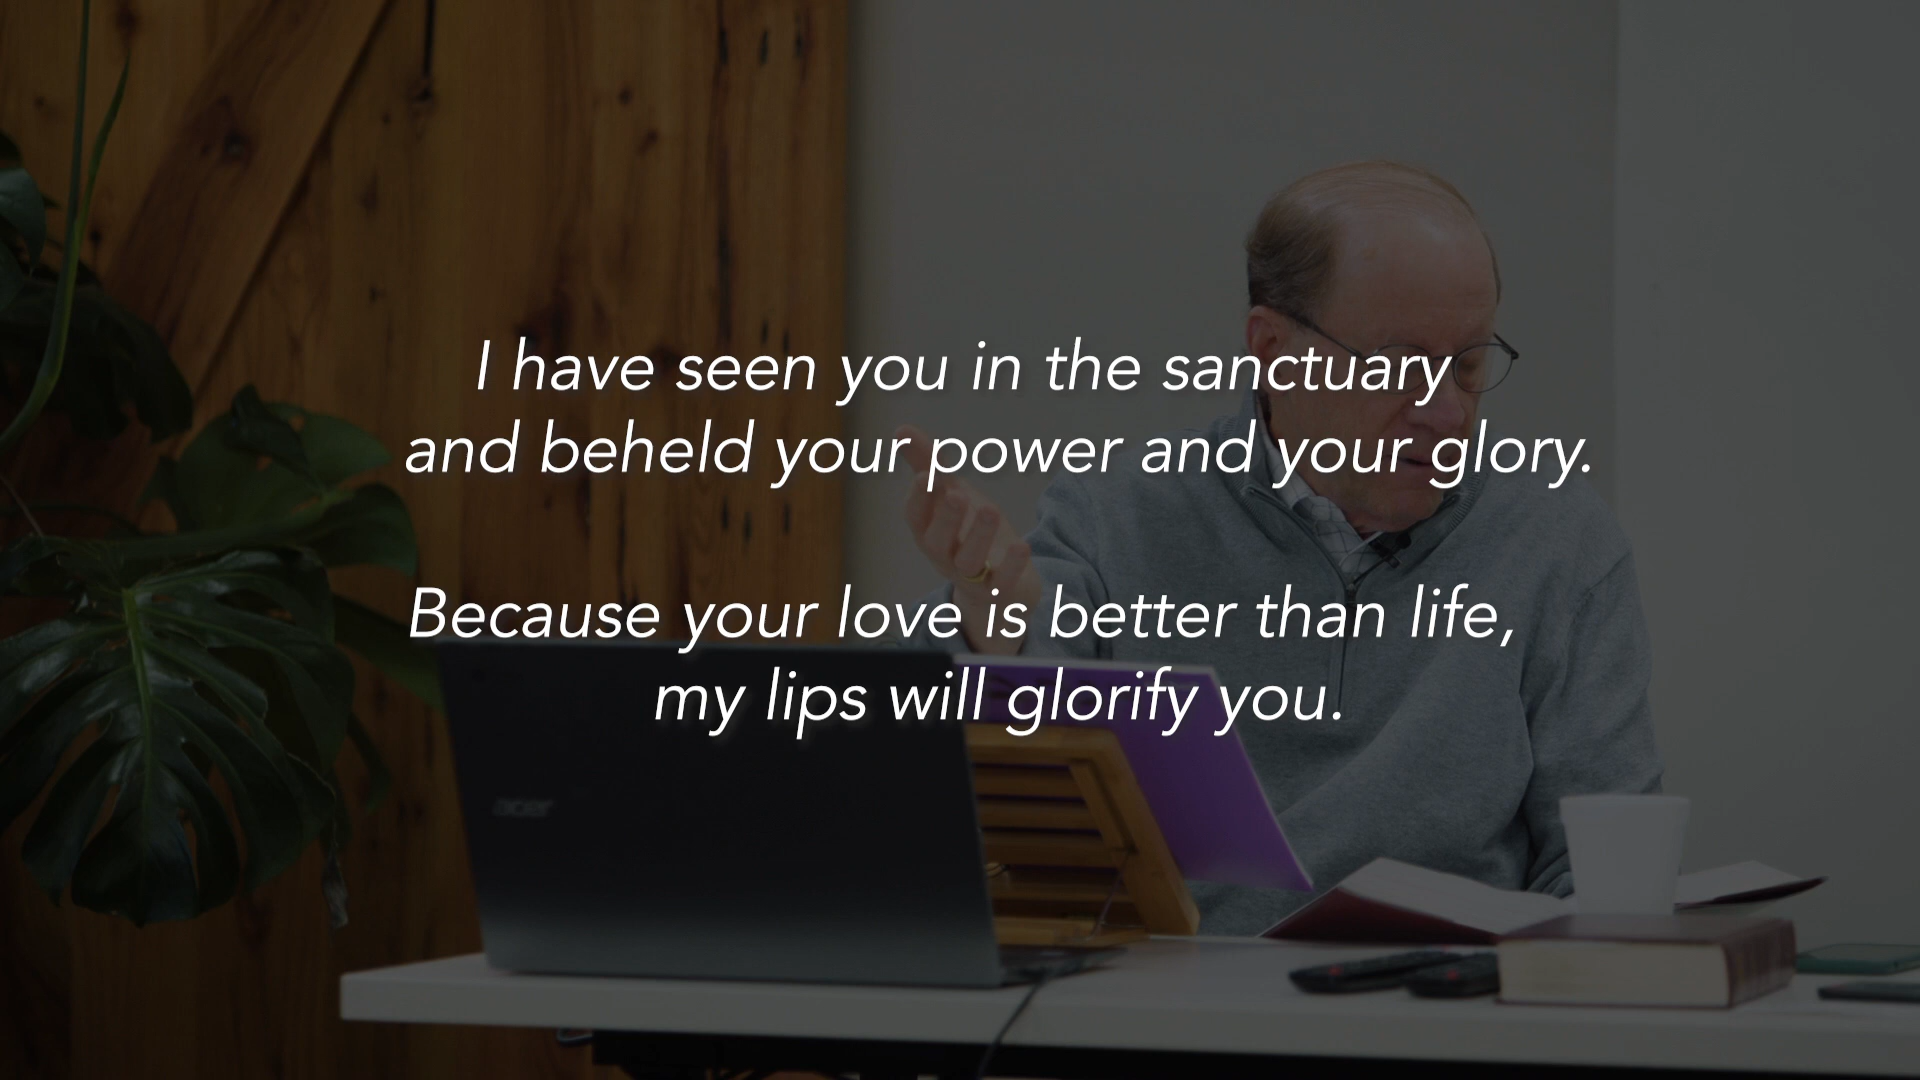 I have seen you in the sanctuary
and beheld your power and your glory.
Because your love is better than life,
my lips will glorify you.
acer